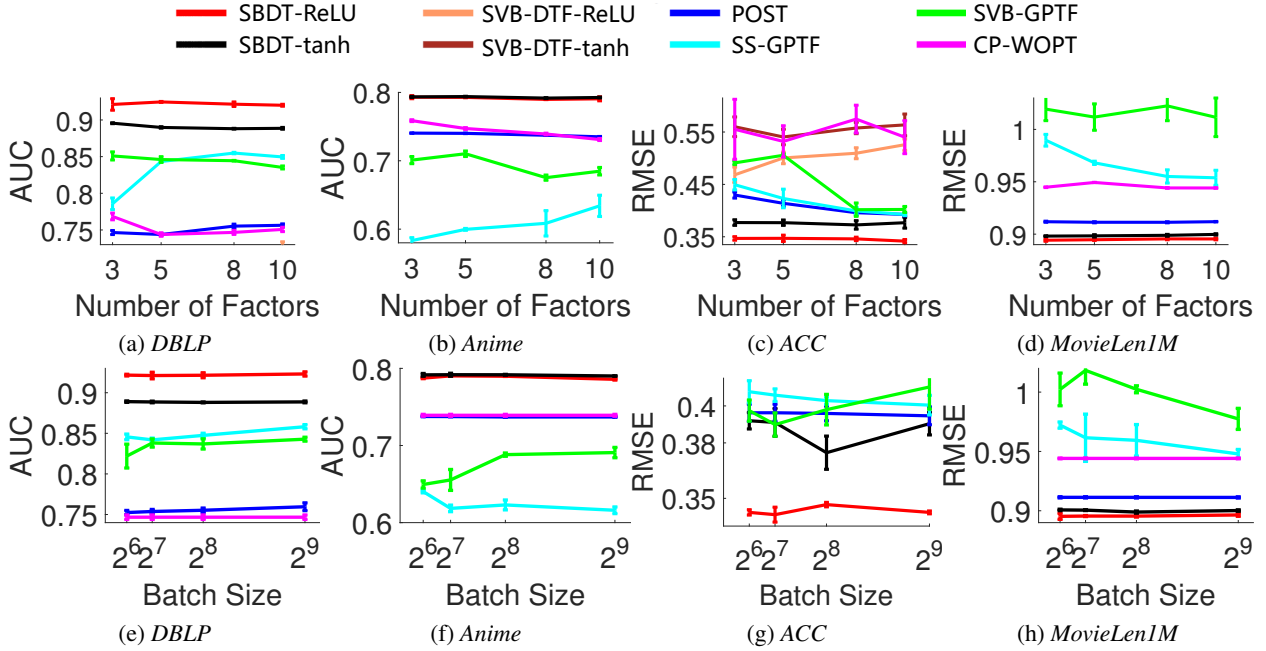 SBDT-ReLU SVB-DTF-ReLU POST SVB-GPTF
SBDT-tanh SVB-DTF-tanh SS-GPTF CP-WOPT
AUC
0.9
0.85
0.8
0.75
3 5 8 10
Number of Factors
(a) DBLP
AUC
0.8
0.7
0.6
3 5 8 10
Number of Factors
(b) Anime
RMSE
0.55
0.45
0.35
3 5 8 10
Number of Factors
(c) ACC
RMSE
1
0.95
0.9
3 5 8 10
Number of Factors
(d) MovieLen1M
AUC
0.9
0.85
0.8
0.75
2^6 2^7 2^8 2^9
Batch Size
(e) DBLP
AUC
0.8
0.7
0.6
2^6 2^7 2^8 2^9
Batch Size
(f) Anime
RMSE
0.4
0.38
0.35
2^6 2^7 2^8 2^9
Batch Size
(g) ACC
RMSE
1
0.95
0.9
2^6 2^7 2^8 2^9
Batch Size
(h) MovieLen1M